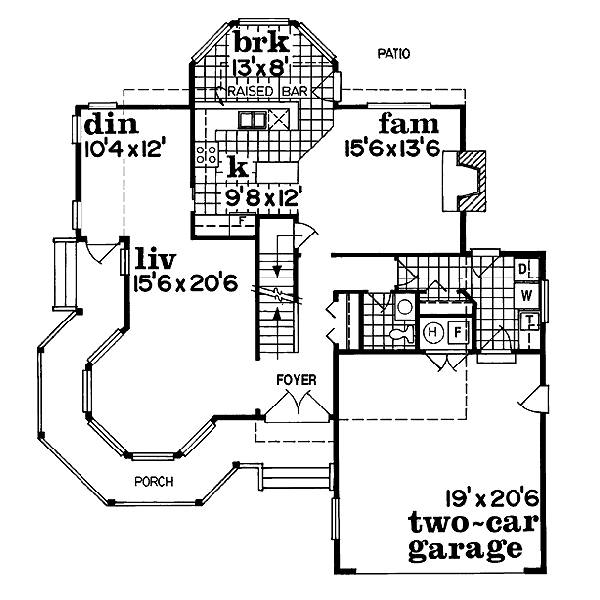 brk
13'x8'
PATIO
RAISED BAR
din
10'4x12'
fam
15'6x13'6
k
9'8x12'
F
liv
15'6x20'6
D
W
T
H
F
FOYER
PORCH
19'x20'6
two~car
garage